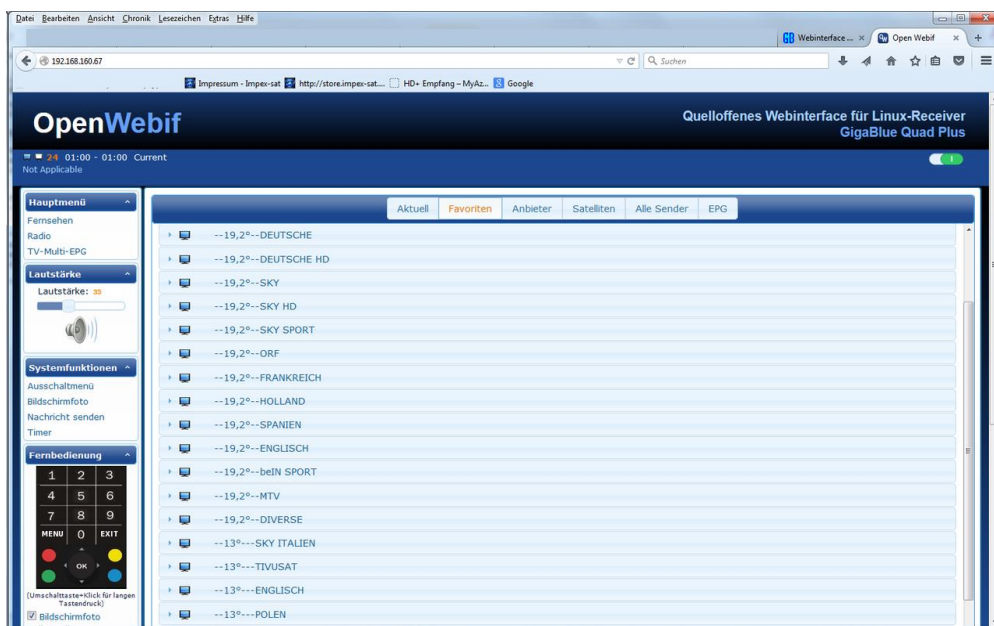 Datei Bearbeiten Ansicht Chronik Lesezeichen Extras Hilfe
GB Webinterface ... × Open Webif × +
192.168.160.67
Suchen
Impressum - Impex-sat http://store.impex-sat.... HD+ Empfang – MyAz... Google
OpenWebif
Quelloffenes Webinterface für Linux-Receiver
GigaBlue Quad Plus
24 01:00 - 01:00 Current
Not Applicable
Hauptmenü
Fernsehen
Radio
TV-Multi-EPG
Lautstärke
Lautstärke:
Systemfunktionen
Ausschaltmenü
Bildschirmfoto
Nachricht senden
Timer
Fernbedienung
1 2 3
4 5 6
7 8 9
MENU 0 EXIT
OK
(Umschalttaste+Klick für langen
Tastendruck)
Bildschirmfoto
Aktuell Favoriten Anbieter Satelliten Alle Sender EPG
--19,2°--DEUTSCHE
--19,2°--DEUTSCHE HD
--19,2°--SKY
--19,2°--SKY HD
--19,2°--SKY SPORT
--19,2°--ORF
--19,2°--FRANKREICH
--19,2°--HOLLAND
--19,2°--SPANIEN
--19,2°--ENGLISCH
--19,2°--beIN SPORT
--19,2°--MTV
--19,2°--DIVERSE
--13°---SKY ITALIEN
--13°---TIVUSAT
--13°---ENGLISCH
--13°---POLEN